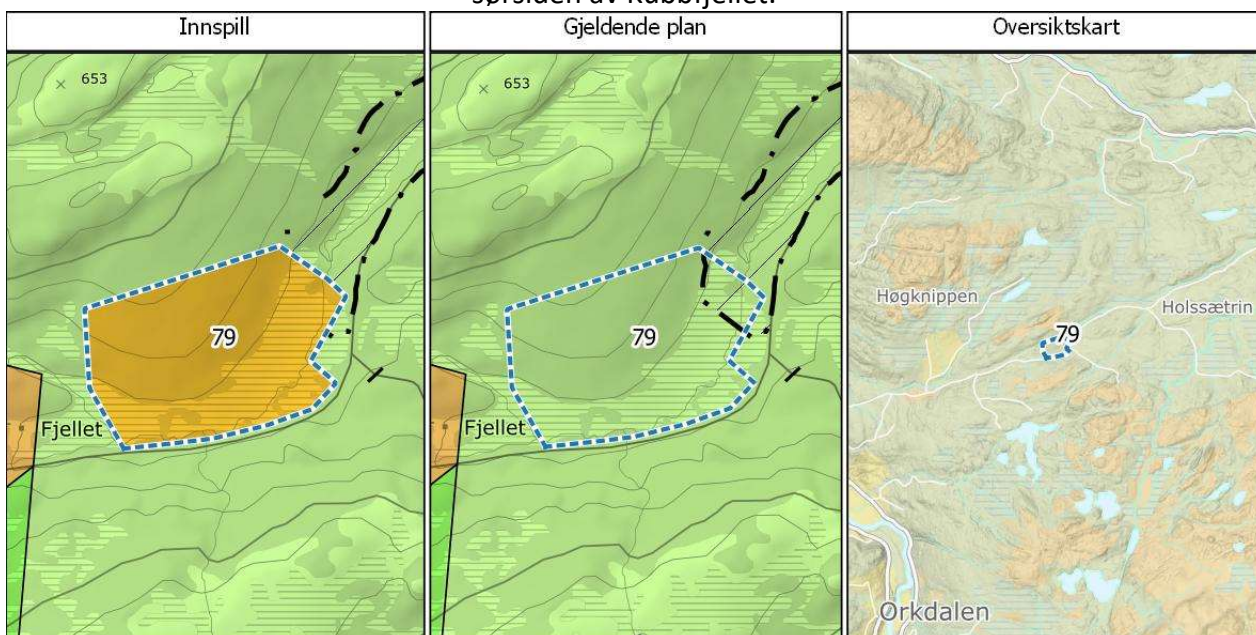 sørsiden av Kubbfjellet.
Innspill
Gjeldende plan
Oversiktskart
653
79
Fjellet
653
79
Fjellet
Høgknippen
Holssætrin
79
Orkdalen